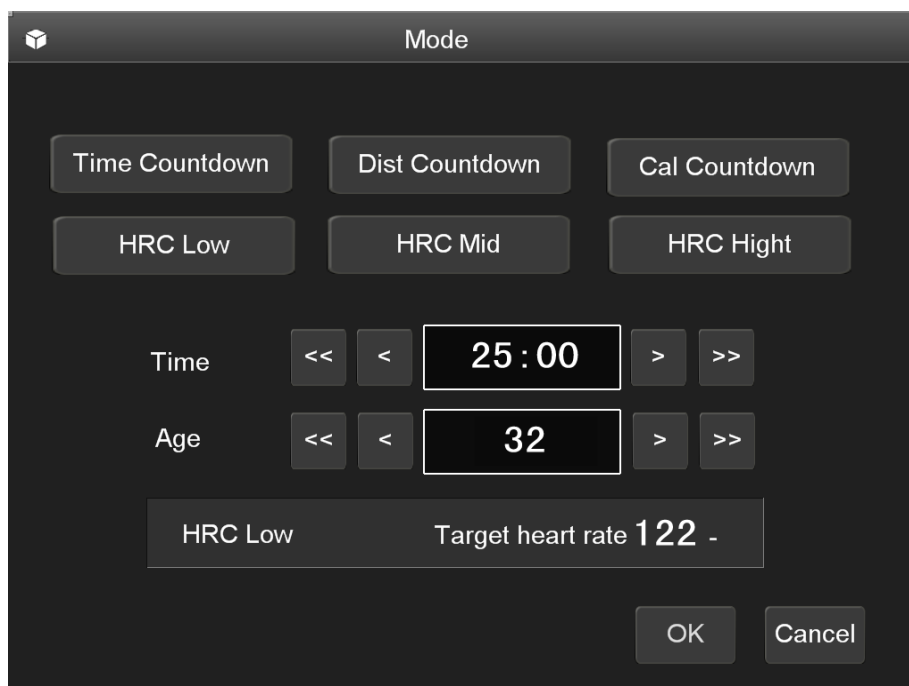 Mode
Time Countdown Dist Countdown Cal Countdown
HRC Low HRC Mid HRC Hight
Time << < 25:00 > >>
Age << < 32 > >>
HRC Low Target heart rate 122 -
OK Cancel